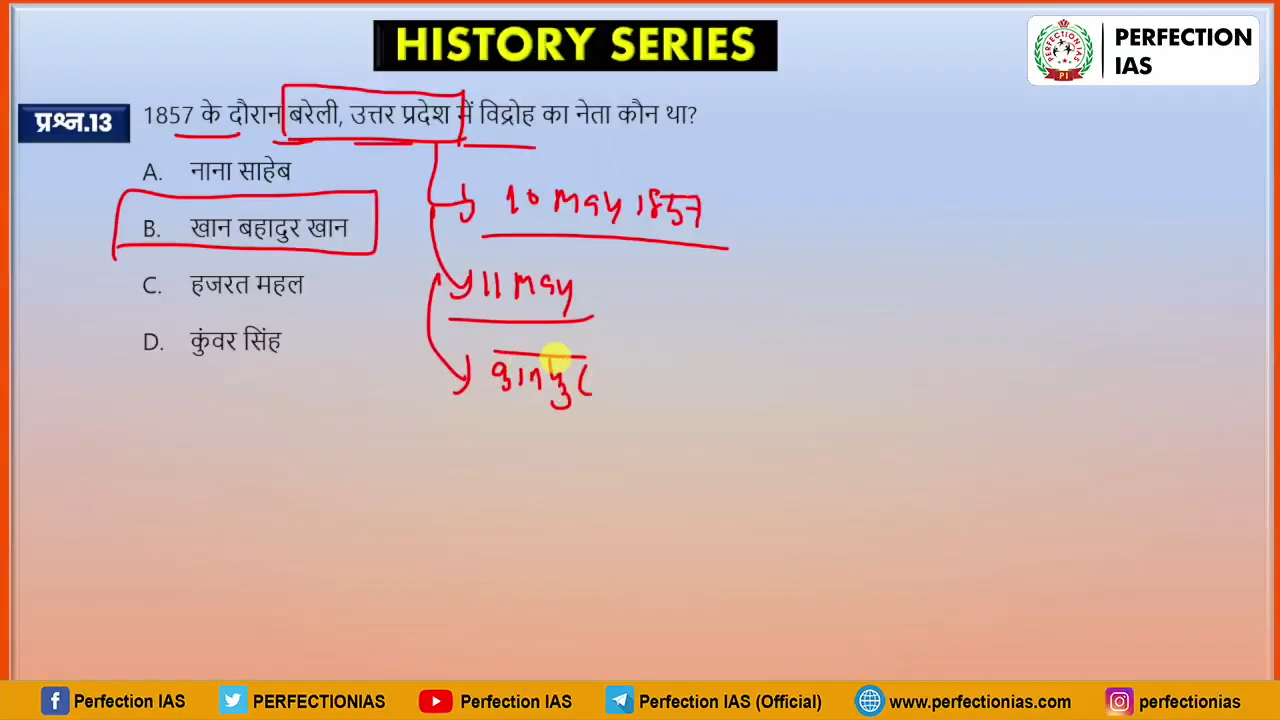 HISTORY SERIES
PERFECTION
IAS
प्रश्न.13
1857 के दौरान बरेली, उत्तर प्रदेश में विद्रोह का नेता कौन था?
A. नाना साहेब
B. खान बहादुर खान
C. हजरत महल
D. कुंवर सिंह
10 May 1857
11 May
Perfection IAS
PERFECTIONIAS
Perfection IAS
Perfection IAS (Official)
www.perfectionias.com
perfectionias